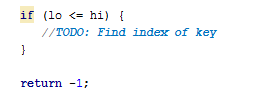 if (lo <= hi) {
//TODO: Find index of key
}
return -1;